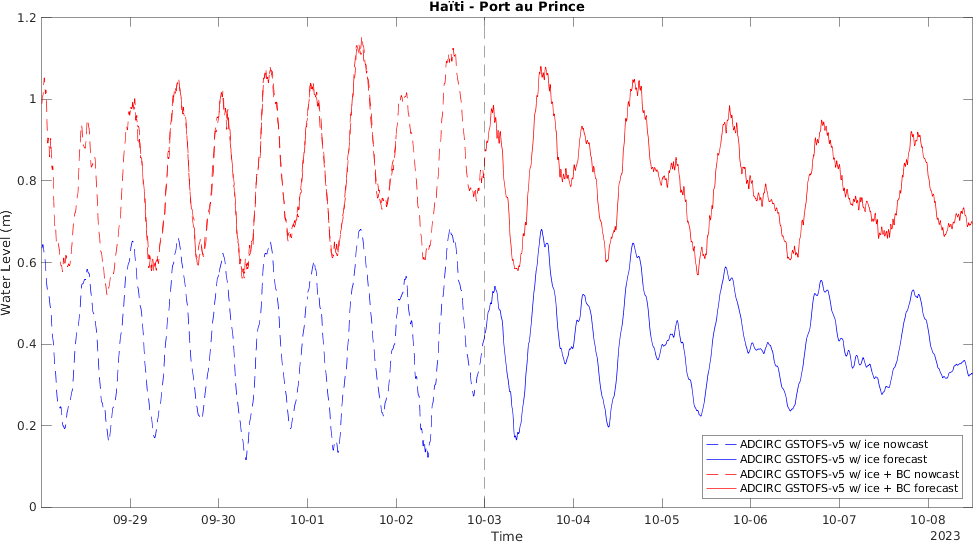 Haïti - Port au Prince
Water Level (m)
1.2
1
0.8
0.6
0.4
0.2
0
ADCIRC GSTOFS-v5 w/ ice nowcast
ADCIRC GSTOFS-v5 w/ ice forecast
ADCIRC GSTOFS-v5 w/ ice + BC nowcast
ADCIRC GSTOFS-v5 w/ ice + BC forecast
09-29 09-30 10-01 10-02 10-03 10-04 10-05 10-06 10-07 10-08
Time
2023